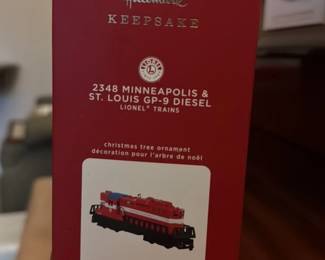 Hallmark
KEEPSAKE
LIONEL
2348 MINNEAPOLIS &
ST. LOUIS GP-9 DIESEL
LIONEL® TRAINS
christmas tree ornament
décoration pour l'arbre de noël